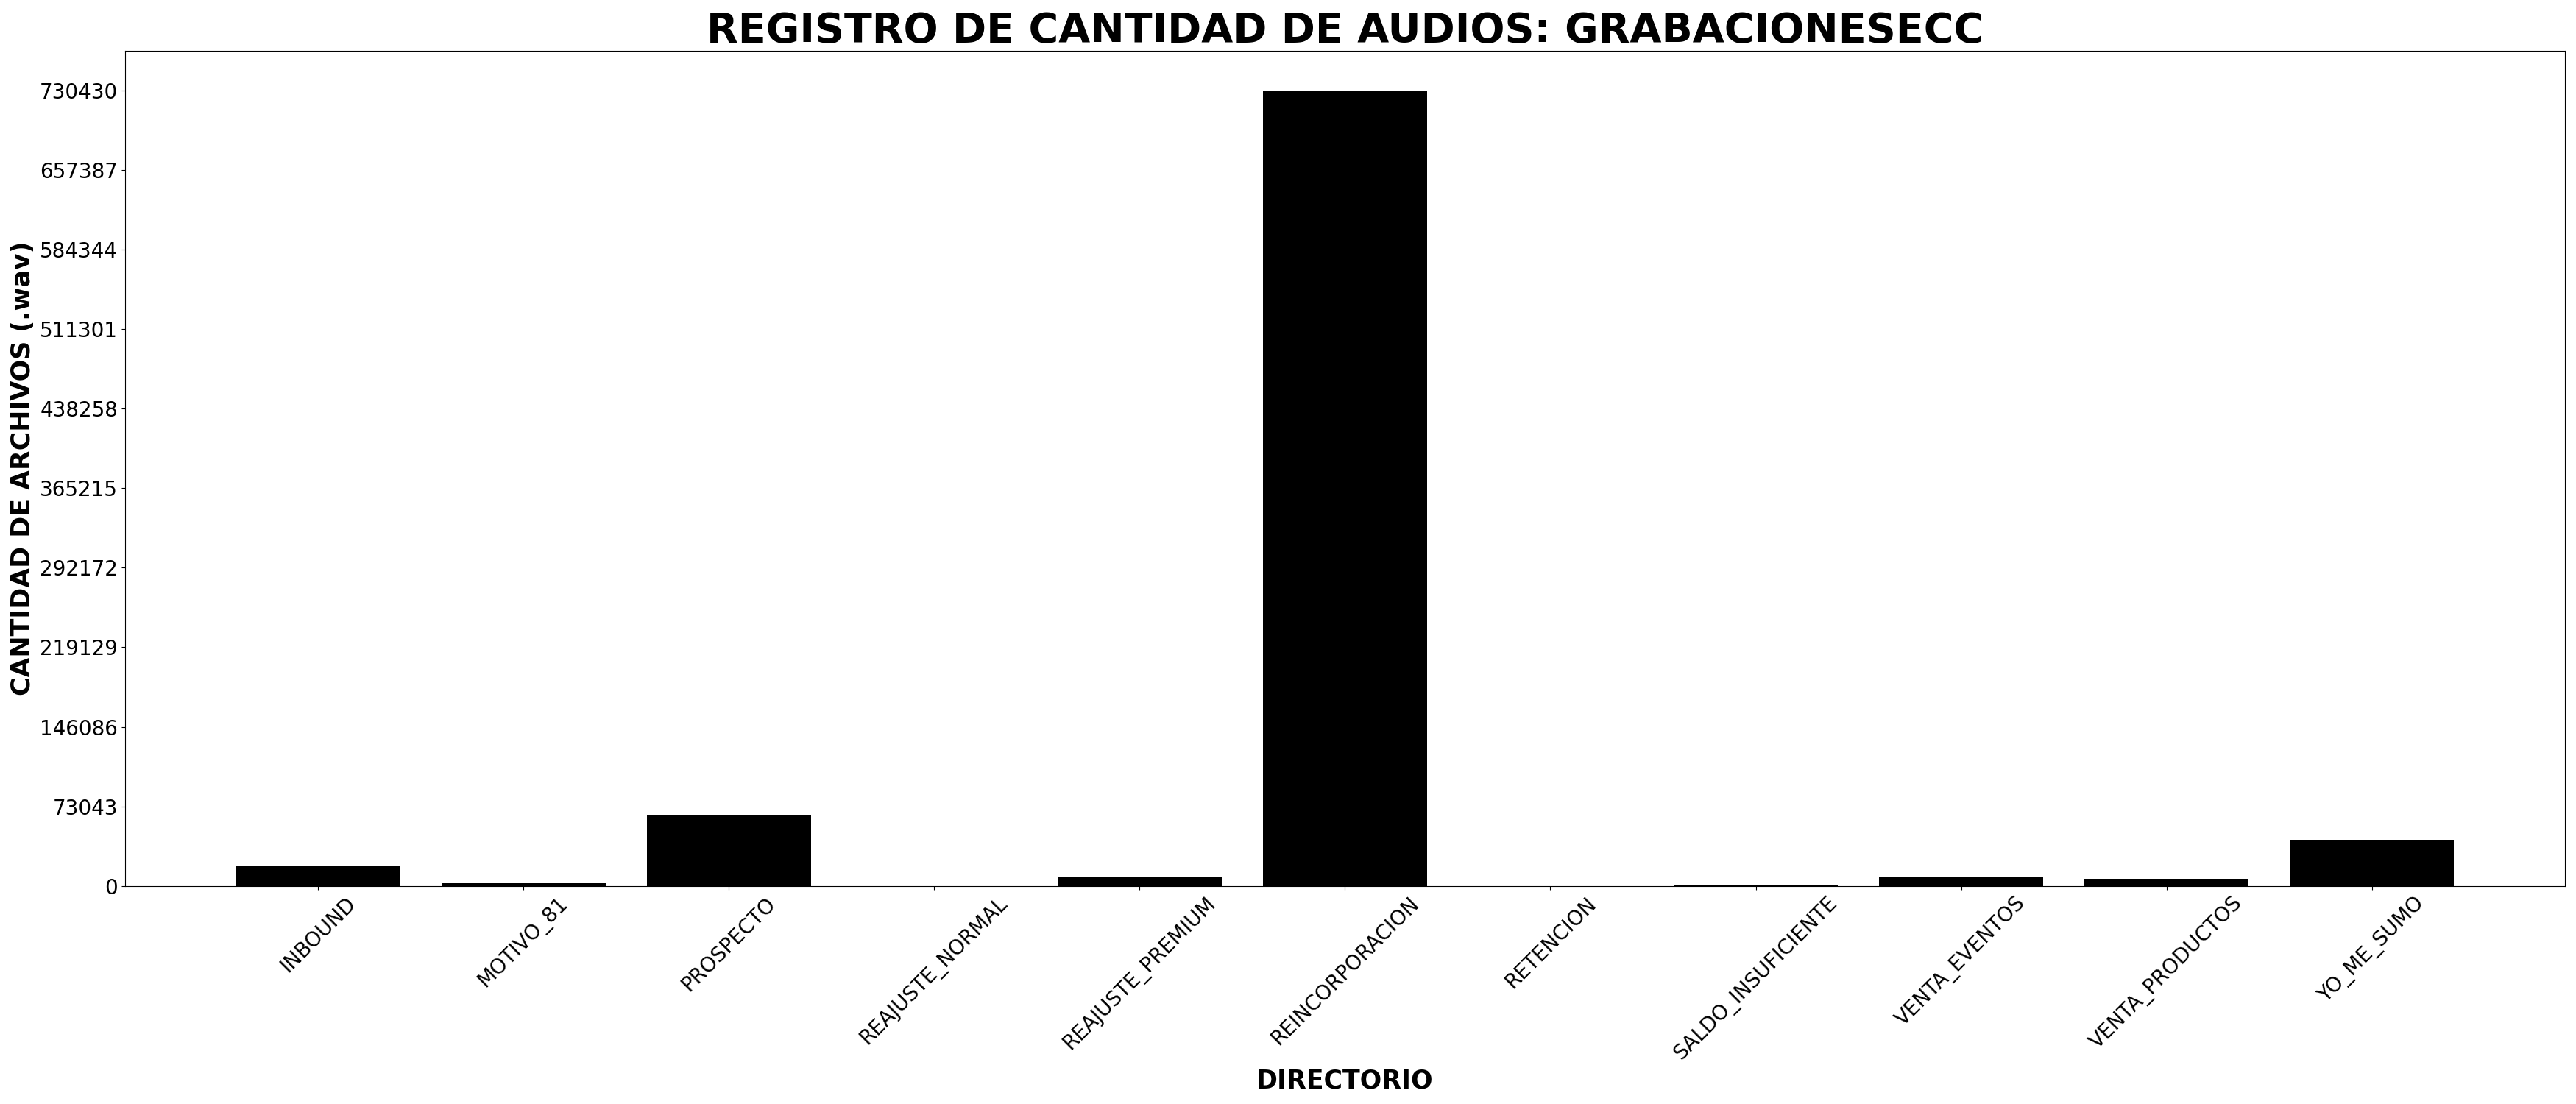 REGISTRO DE CANTIDAD DE AUDIOS: GRABACIONESECC
CANTIDAD DE ARCHIVOS (.wav)
730430
657387
584344
511301
438258
365215
292172
219129
146086
73043
0
INBOUND
MOTIVO_81
PROSPECTO
REAJUSTE_NORMAL
REAJUSTE_PREMIUM
REINCORPORACION
RETENCION
SALDO_INSUFICIENTE
VENTA_EVENTOS
VENTA_PRODUCTOS
YO_ME_SUMO
DIRECTORIO